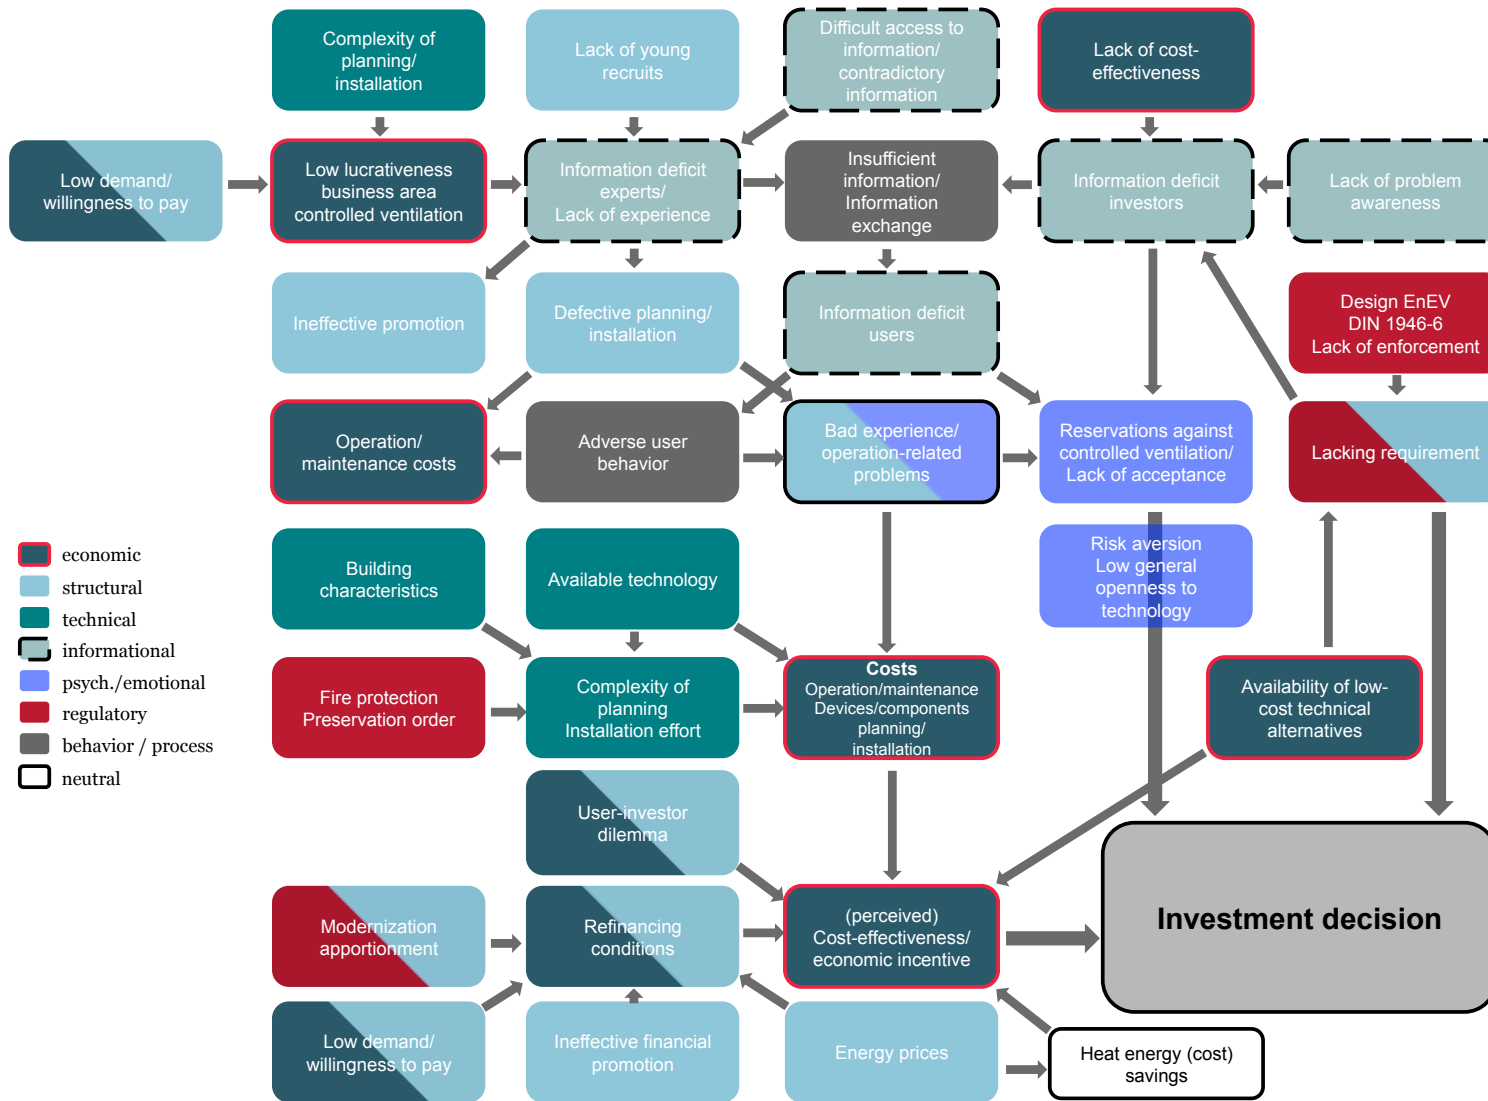 Complexity of
planning/
installation
Lack of young
recruits
Difficult access to
information/
contradictory
information
Lack of cost-
effectiveness
Low demand/
willingness to pay
Low lucrativeness
business area
controlled ventilation
Information deficit
experts/
Lack of experience
Insufficient
information/
Information
exchange
Information deficit
investors
Lack of problem
awareness
Ineffective promotion
Defective planning/
installation
Information deficit
users
Design EnEV
DIN 1946-6
Lack of enforcement
Operation/
maintenance costs
Adverse user
behavior
Bad experience/
operation-related
problems
Reservations against
controlled ventilation/
Lack of acceptance
Lacking requirement
economic
structural
technical
informational
psych./emotional
regulatory
behavior / process
neutral
Building
characteristics
Available technology
Risk aversion
Low general
openness to
technology
Fire protection
Preservation order
Complexity of
planning
Installation effort
Costs
Operation/maintenance
Devices/components
planning/
installation
Availability of low-
cost technical
alternatives
User-investor
dilemma
Modernization
apportionment
Refinancing
conditions
(perceived)
Cost-effectiveness/
economic incentive
Investment decision
Low demand/
willingness to pay
Ineffective financial
promotion
Energy prices
Heat energy (cost)
savings